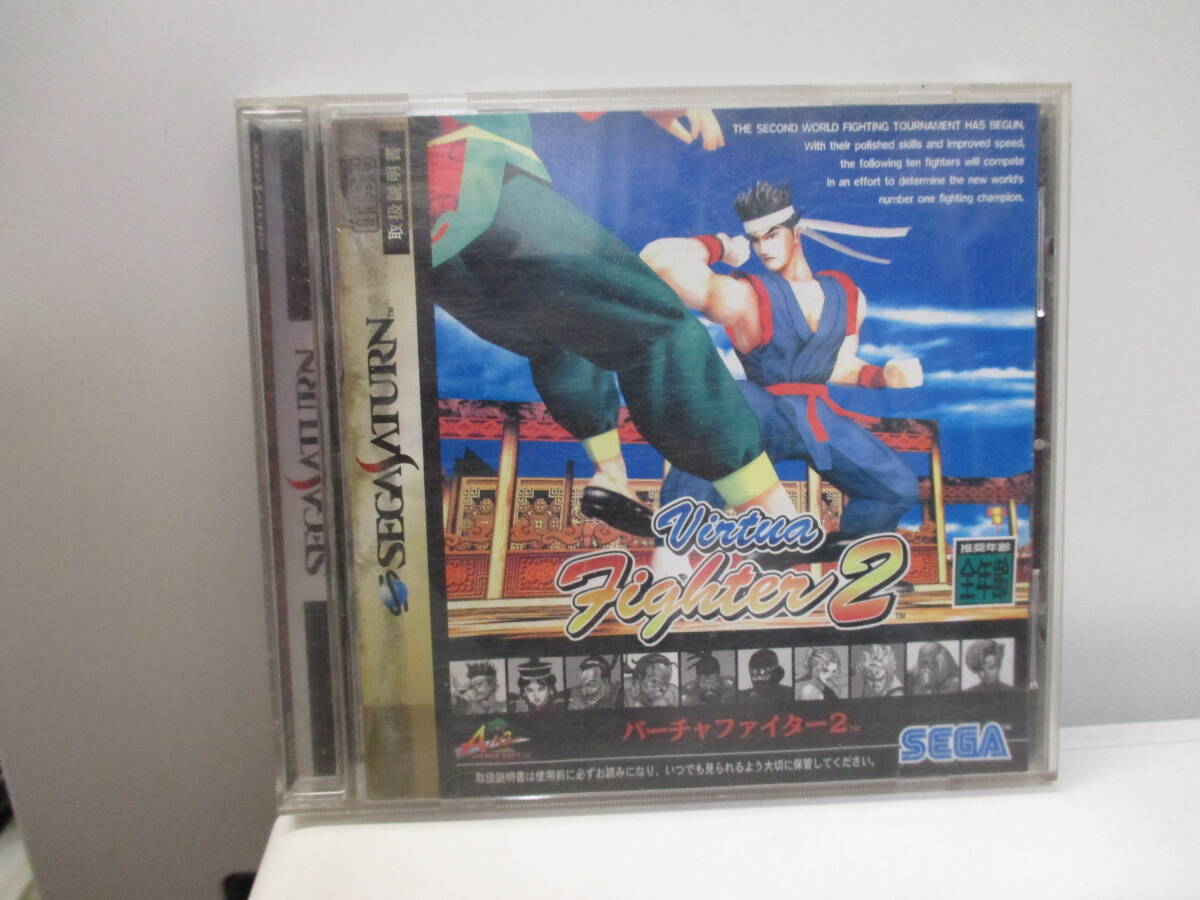 THE SECOND WORLD FIGHTING TOURNAMENT HAS BEGUN.
With their polished skills and improved speed,
the following ten fighters will compete
in an effort to determine the new world's
number one fighting champion.
取扱説明書
SEGA SATURN™
SEGA SATURN
Virtua
Fighter 2™
推奨年齢
全年齢
バーチャファイター2™
SEGA
取扱説明書は使用前に必ずお読みになり、いつでも見られるよう大切に保管してください。